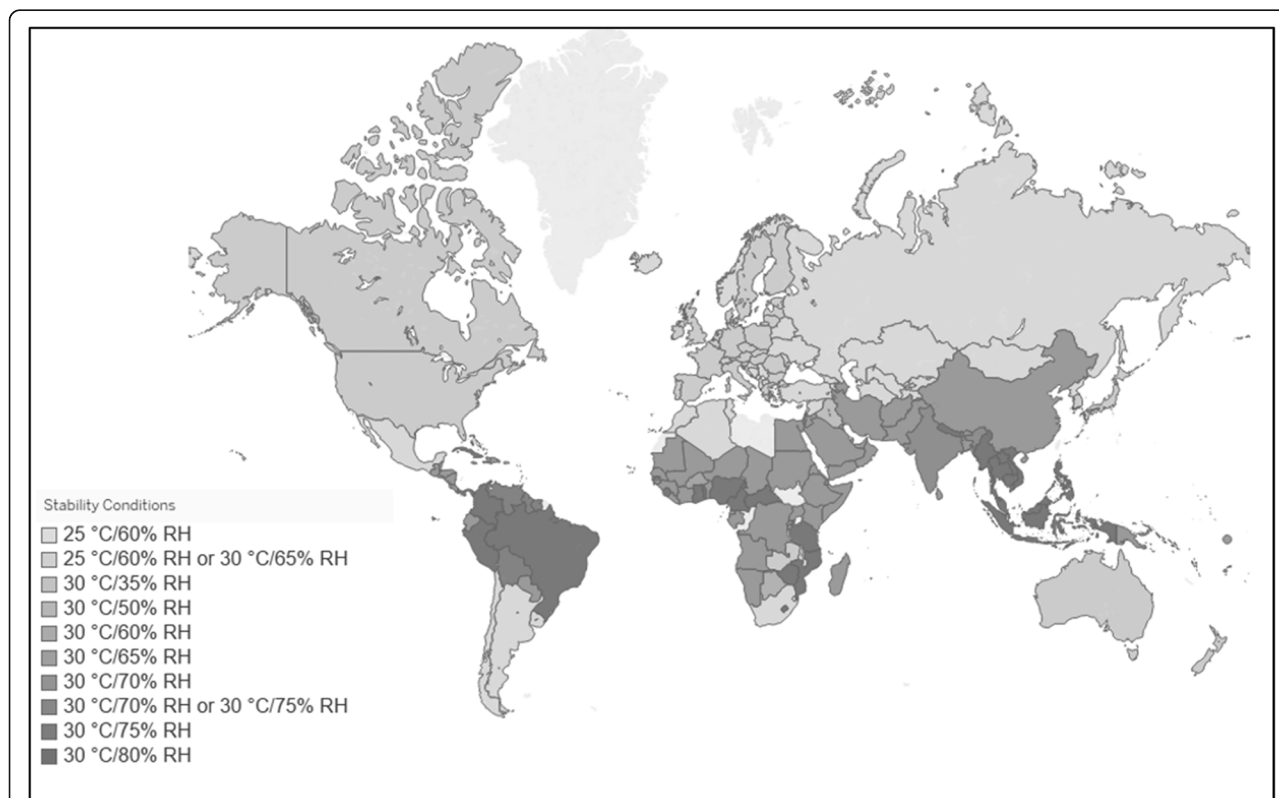 Stability Conditions
25 °C/60% RH
25 °C/60% RH or 30 °C/65% RH
30 °C/35% RH
30 °C/50% RH
30 °C/60% RH
30 °C/65% RH
30 °C/70% RH
30 °C/70% RH or 30 °C/75% RH
30 °C/75% RH
30 °C/80% RH